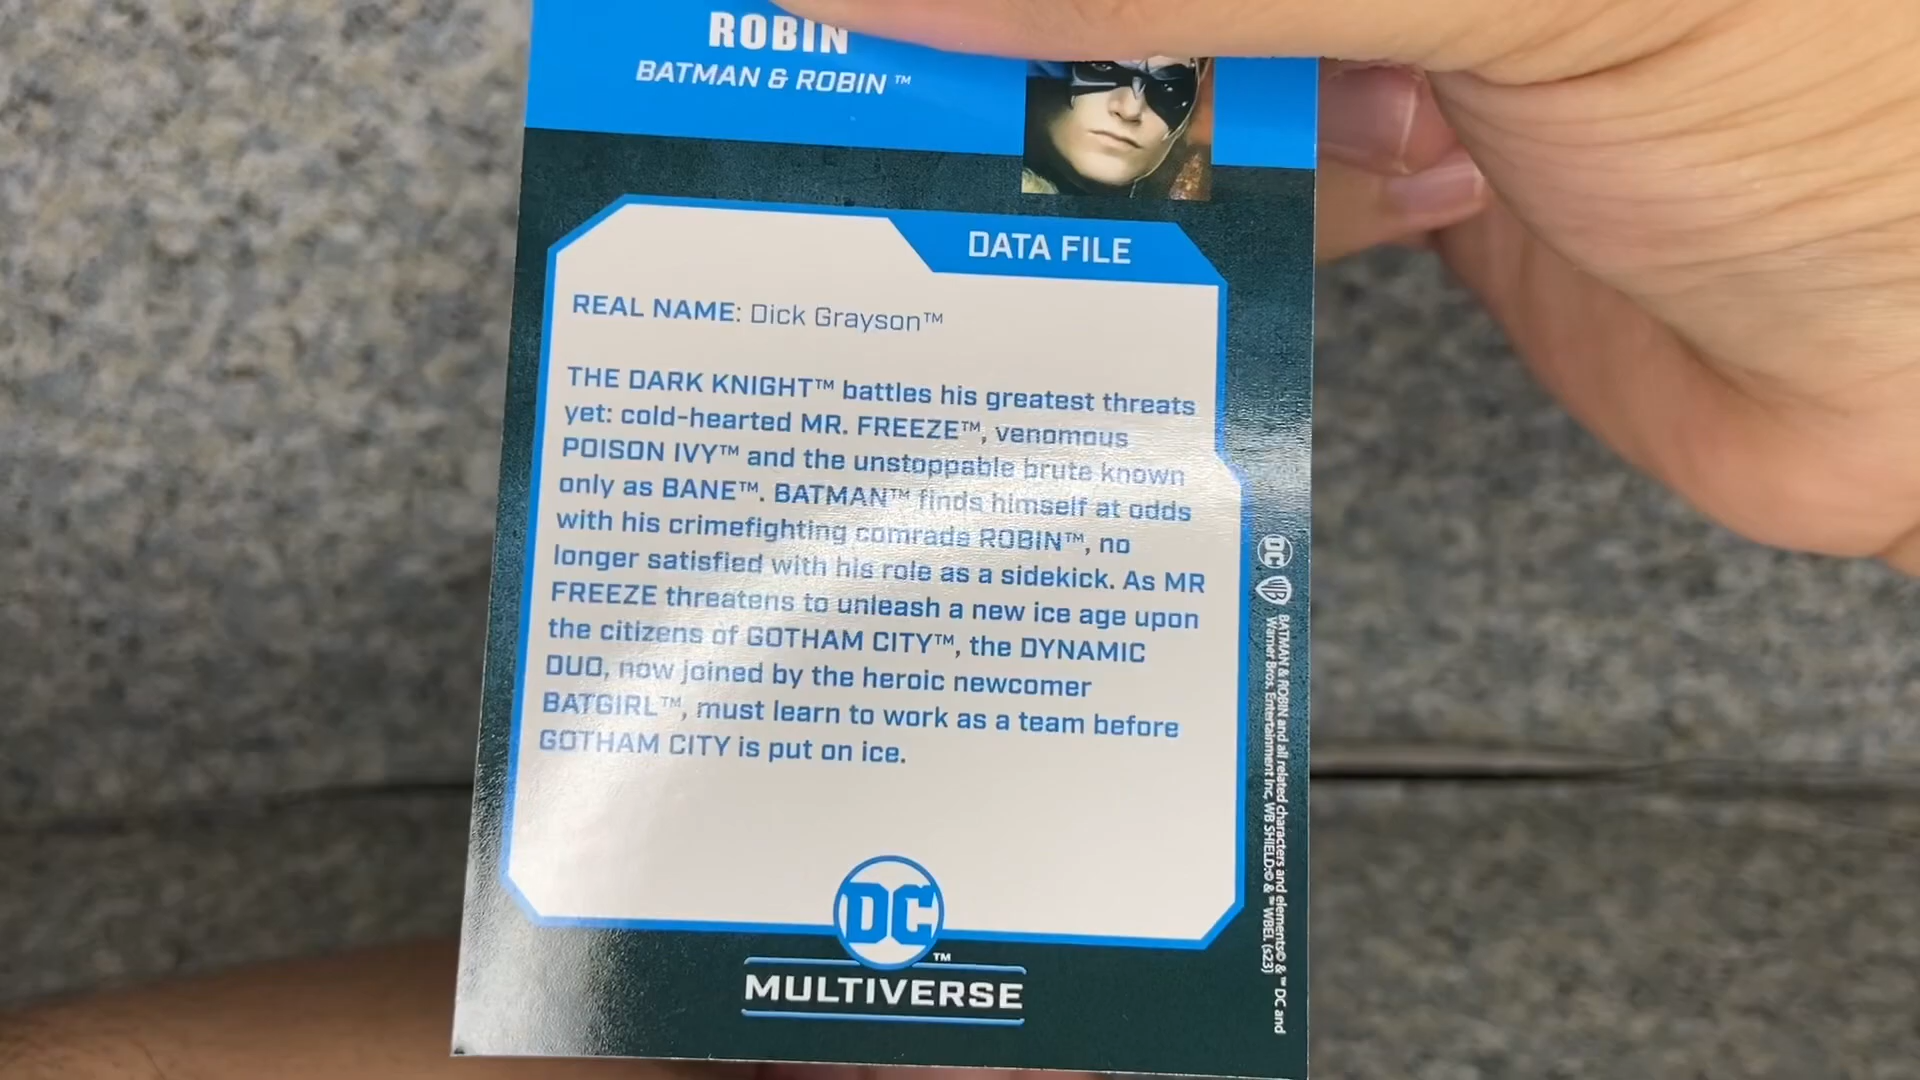 ROBIN
BATMAN & ROBIN™
DATA FILE
REAL NAME: Dick Grayson™
THE DARK KNIGHT™ battles his greatest threats
yet: cold-hearted MR. FREEZE™, venomous
POISON IVY™ and the unstoppable brute known
only as BANE™. BATMAN™ finds himself at odds
with his crimefighting comrade ROBIN™, no
longer satisfied with his role as a sidekick. As MR
FREEZE threatens to unleash a new ice age upon
the citizens of GOTHAM CITY™, the DYNAMIC
DUO, now joined by the heroic newcomer
BATGIRL™, must learn to work as a team before
GOTHAM CITY is put on ice.
DC™
MULTIVERSE
DC WB
BATMAN & ROBIN and all related characters and elements© & ™ DC and
Warner Bros. Entertainment Inc. WB SHIELD:© & ™ WBEI. (s23)